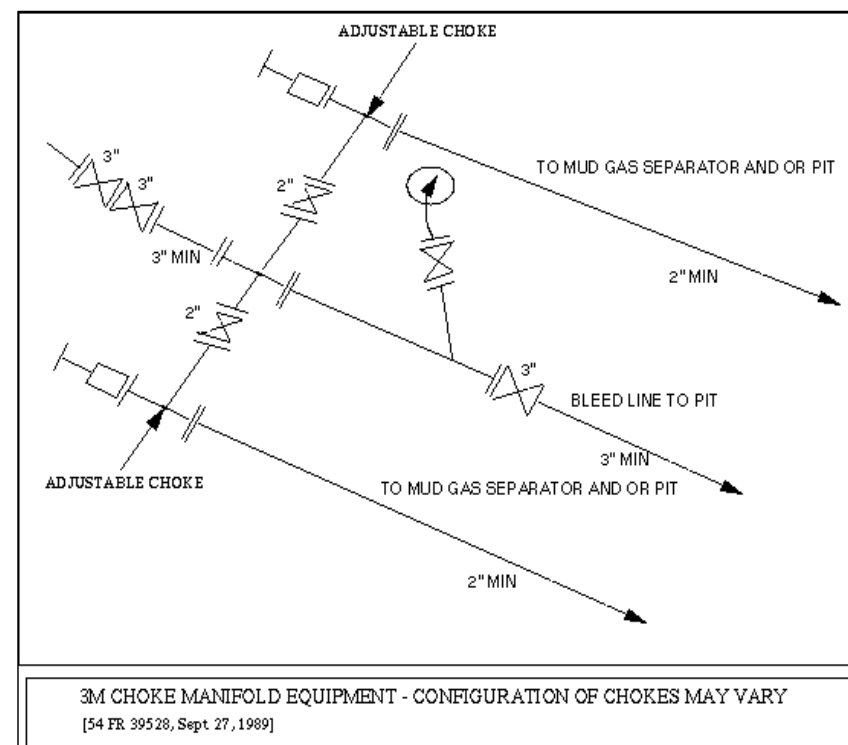 ADJUSTABLE CHOKE
3"
3"
2"
TO MUD GAS SEPARATOR AND OR PIT
3" MIN
2" MIN
2"
3"
BLEED LINE TO PIT
3" MIN
ADJUSTABLE CHOKE
TO MUD GAS SEPARATOR AND OR PIT
2" MIN
3M CHOKE MANIFOLD EQUIPMENT - CONFIGURATION OF CHOKES MAY VARY
[54 FR 39528, Sept 27, 1989]